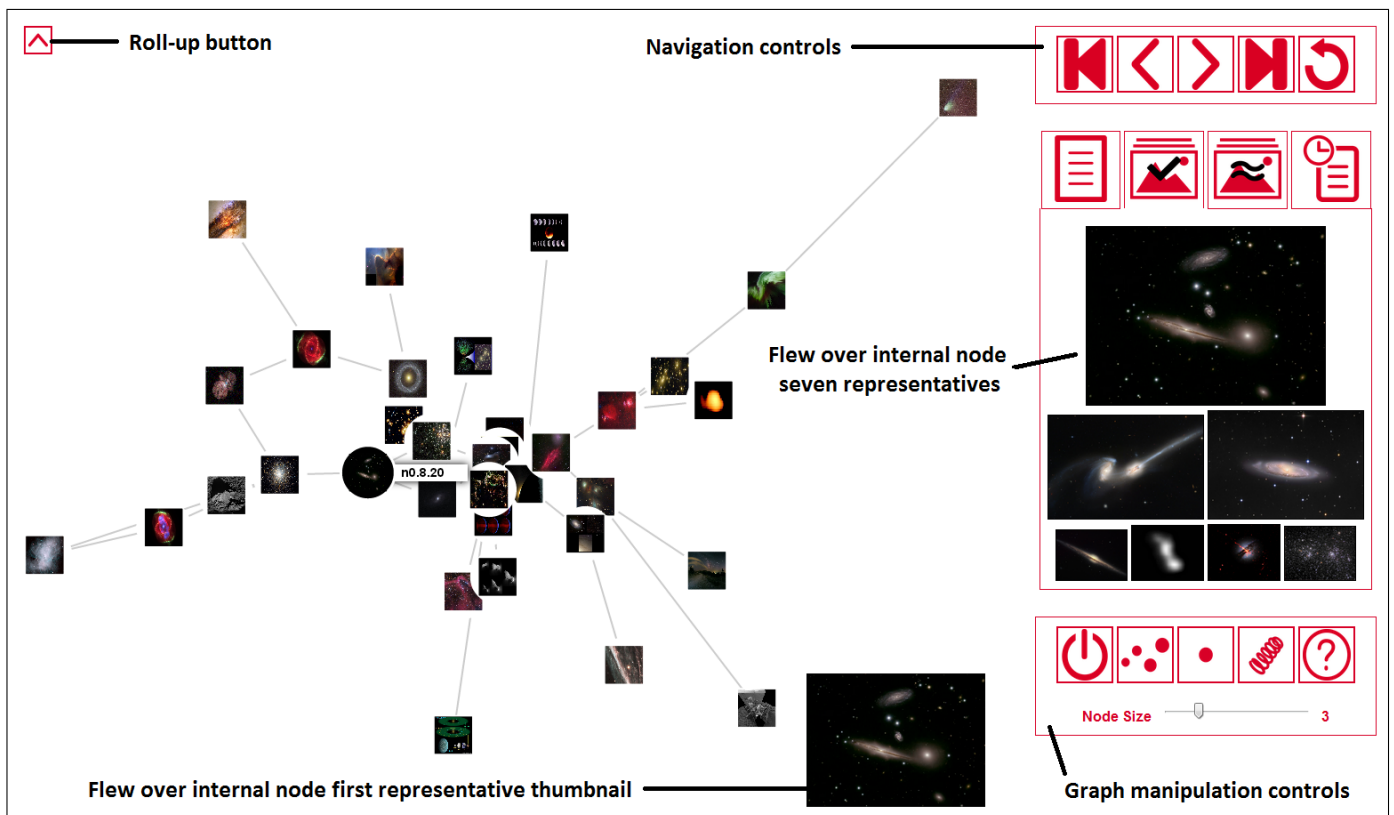 Roll-up button
Navigation controls
Flew over internal node
seven representatives
n0.8.20
Node Size
3
Flew over internal node first representative thumbnail
Graph manipulation controls